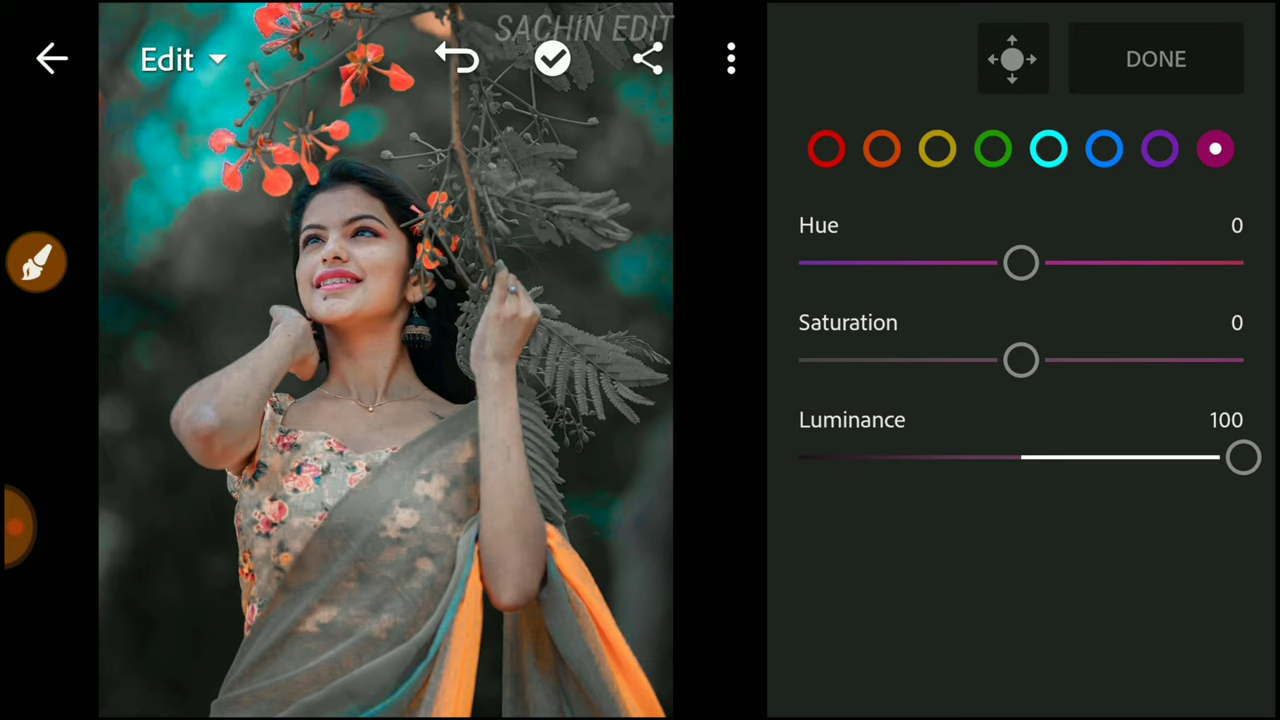 SACHIN EDIT
Edit
DONE
Hue 0
Saturation 0
Luminance 100